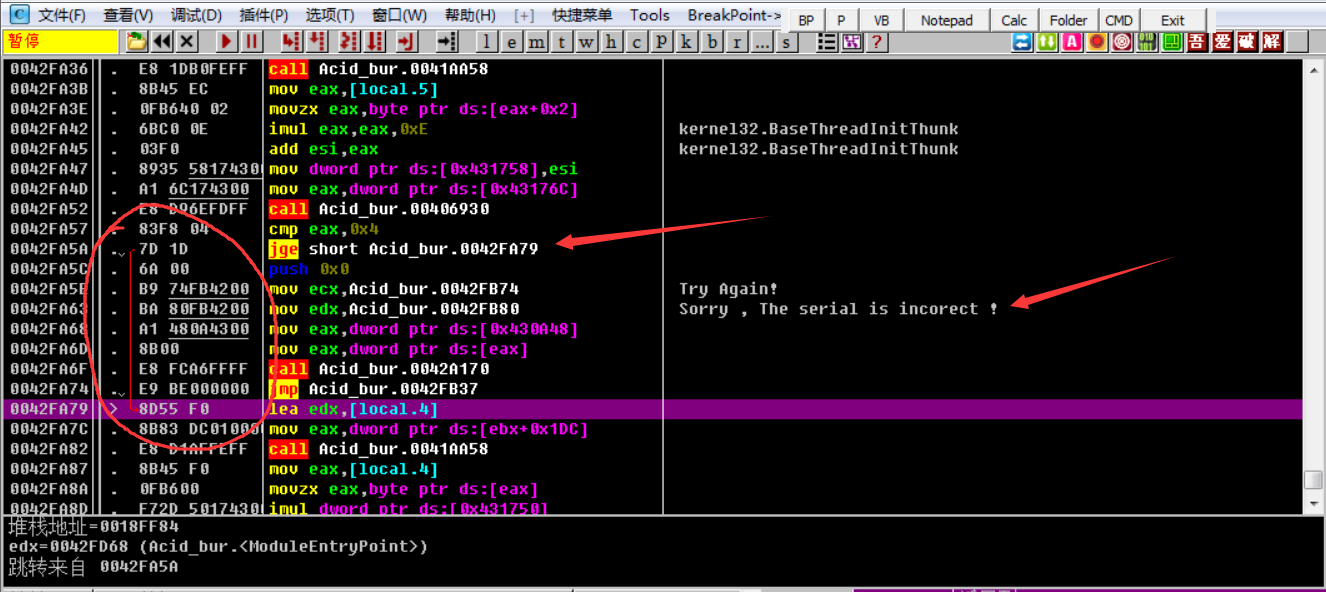 C 文件(F) 查看(V) 调试(D) 插件(P) 选项(T) 窗口(W) 帮助(H) [+] 快捷菜单 Tools BreakPoint-> BP P VB Notepad Calc Folder CMD Exit
暂停 l e m t w h c P k b r ... s ? A 吾 爱 破 解
0042FA36 . E8 1DB0FEFF call Acid_bur.0041AA58
0042FA3B . 8B45 EC mov eax,[local.5]
0042FA3E . 0FB640 02 movzx eax,byte ptr ds:[eax+0x2]
0042FA42 . 6BC0 0E imul eax,eax,0xE kernel32.BaseThreadInitThunk
0042FA45 . 03F0 add esi,eax kernel32.BaseThreadInitThunk
0042FA47 . 8935 58174300 mov dword ptr ds:[0x431758],esi
0042FA4D . A1 6C174300 mov eax,dword ptr ds:[0x43176C]
0042FA52 . E8 D96EFDFF call Acid_bur.00406930
0042FA57 . 83F8 04 cmp eax,0x4
0042FA5A . 7D 1D jge short Acid_bur.0042FA79
0042FA5C . 6A 00 push 0x0
0042FA5E . B9 74FB4200 mov ecx,Acid_bur.0042FB74 Try Again!
0042FA63 . BA 80FB4200 mov edx,Acid_bur.0042FB80 Sorry , The serial is incorect !
0042FA68 . A1 480A4300 mov eax,dword ptr ds:[0x430A48]
0042FA6D . 8B00 mov eax,dword ptr ds:[eax]
0042FA6F . E8 FCA6FFFF call Acid_bur.0042A170
0042FA74 . E9 BE000000 jmp Acid_bur.0042FB37
0042FA79 > 8D55 F0 lea edx,[local.4]
0042FA7C . 8B83 DC01000 mov eax,dword ptr ds:[ebx+0x1DC]
0042FA82 . E8 D1AFFEFF call Acid_bur.0041AA58
0042FA87 . 8B45 F0 mov eax,[local.4]
0042FA8A . 0FB600 movzx eax,byte ptr ds:[eax]
0042FA8D . F72D 5017430 imul dword ptr ds:[0x431750]
堆栈地址=0018FF84
edx=0042FD68 (Acid_bur.<ModuleEntryPoint>)
跳转来自 0042FA5A